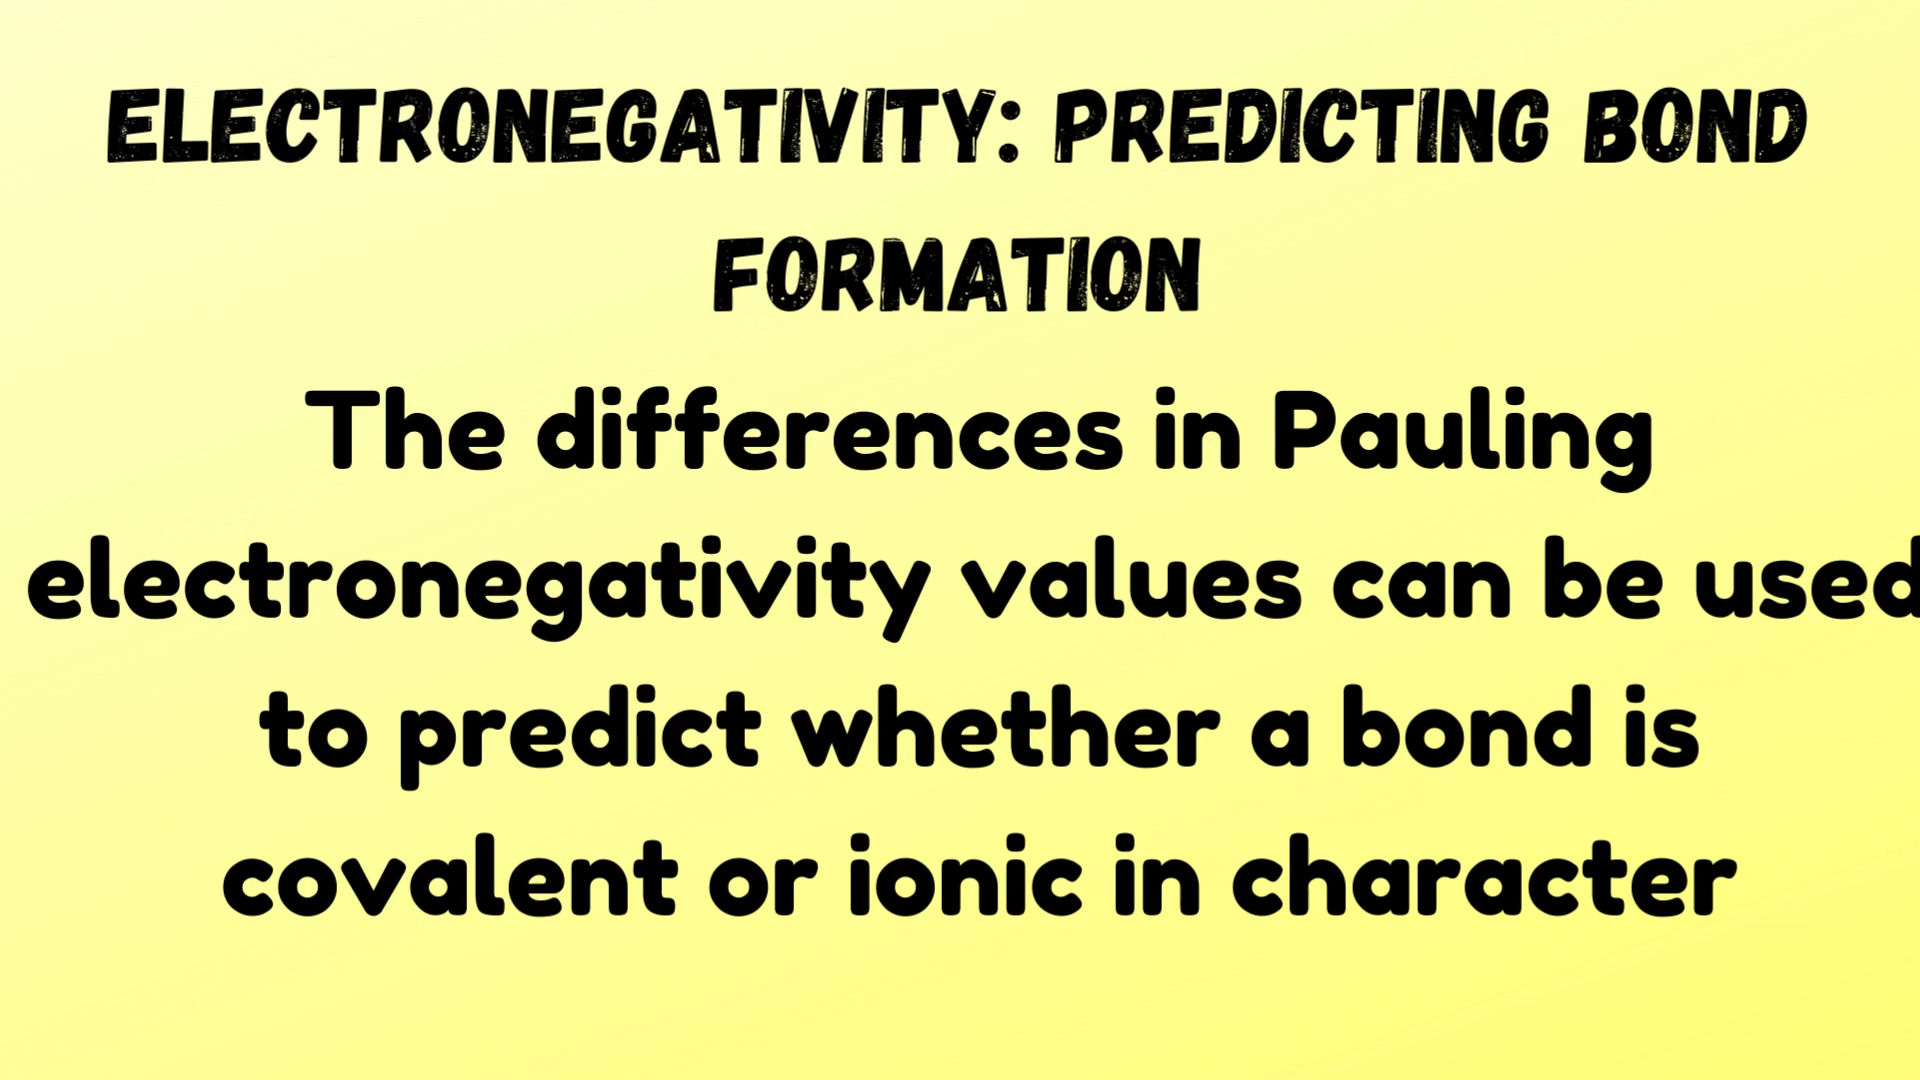 ELECTRONEGATIVITY: PREDICTING BOND
FORMATION
The differences in Pauling
electronegativity values can be used
to predict whether a bond is
covalent or ionic in character